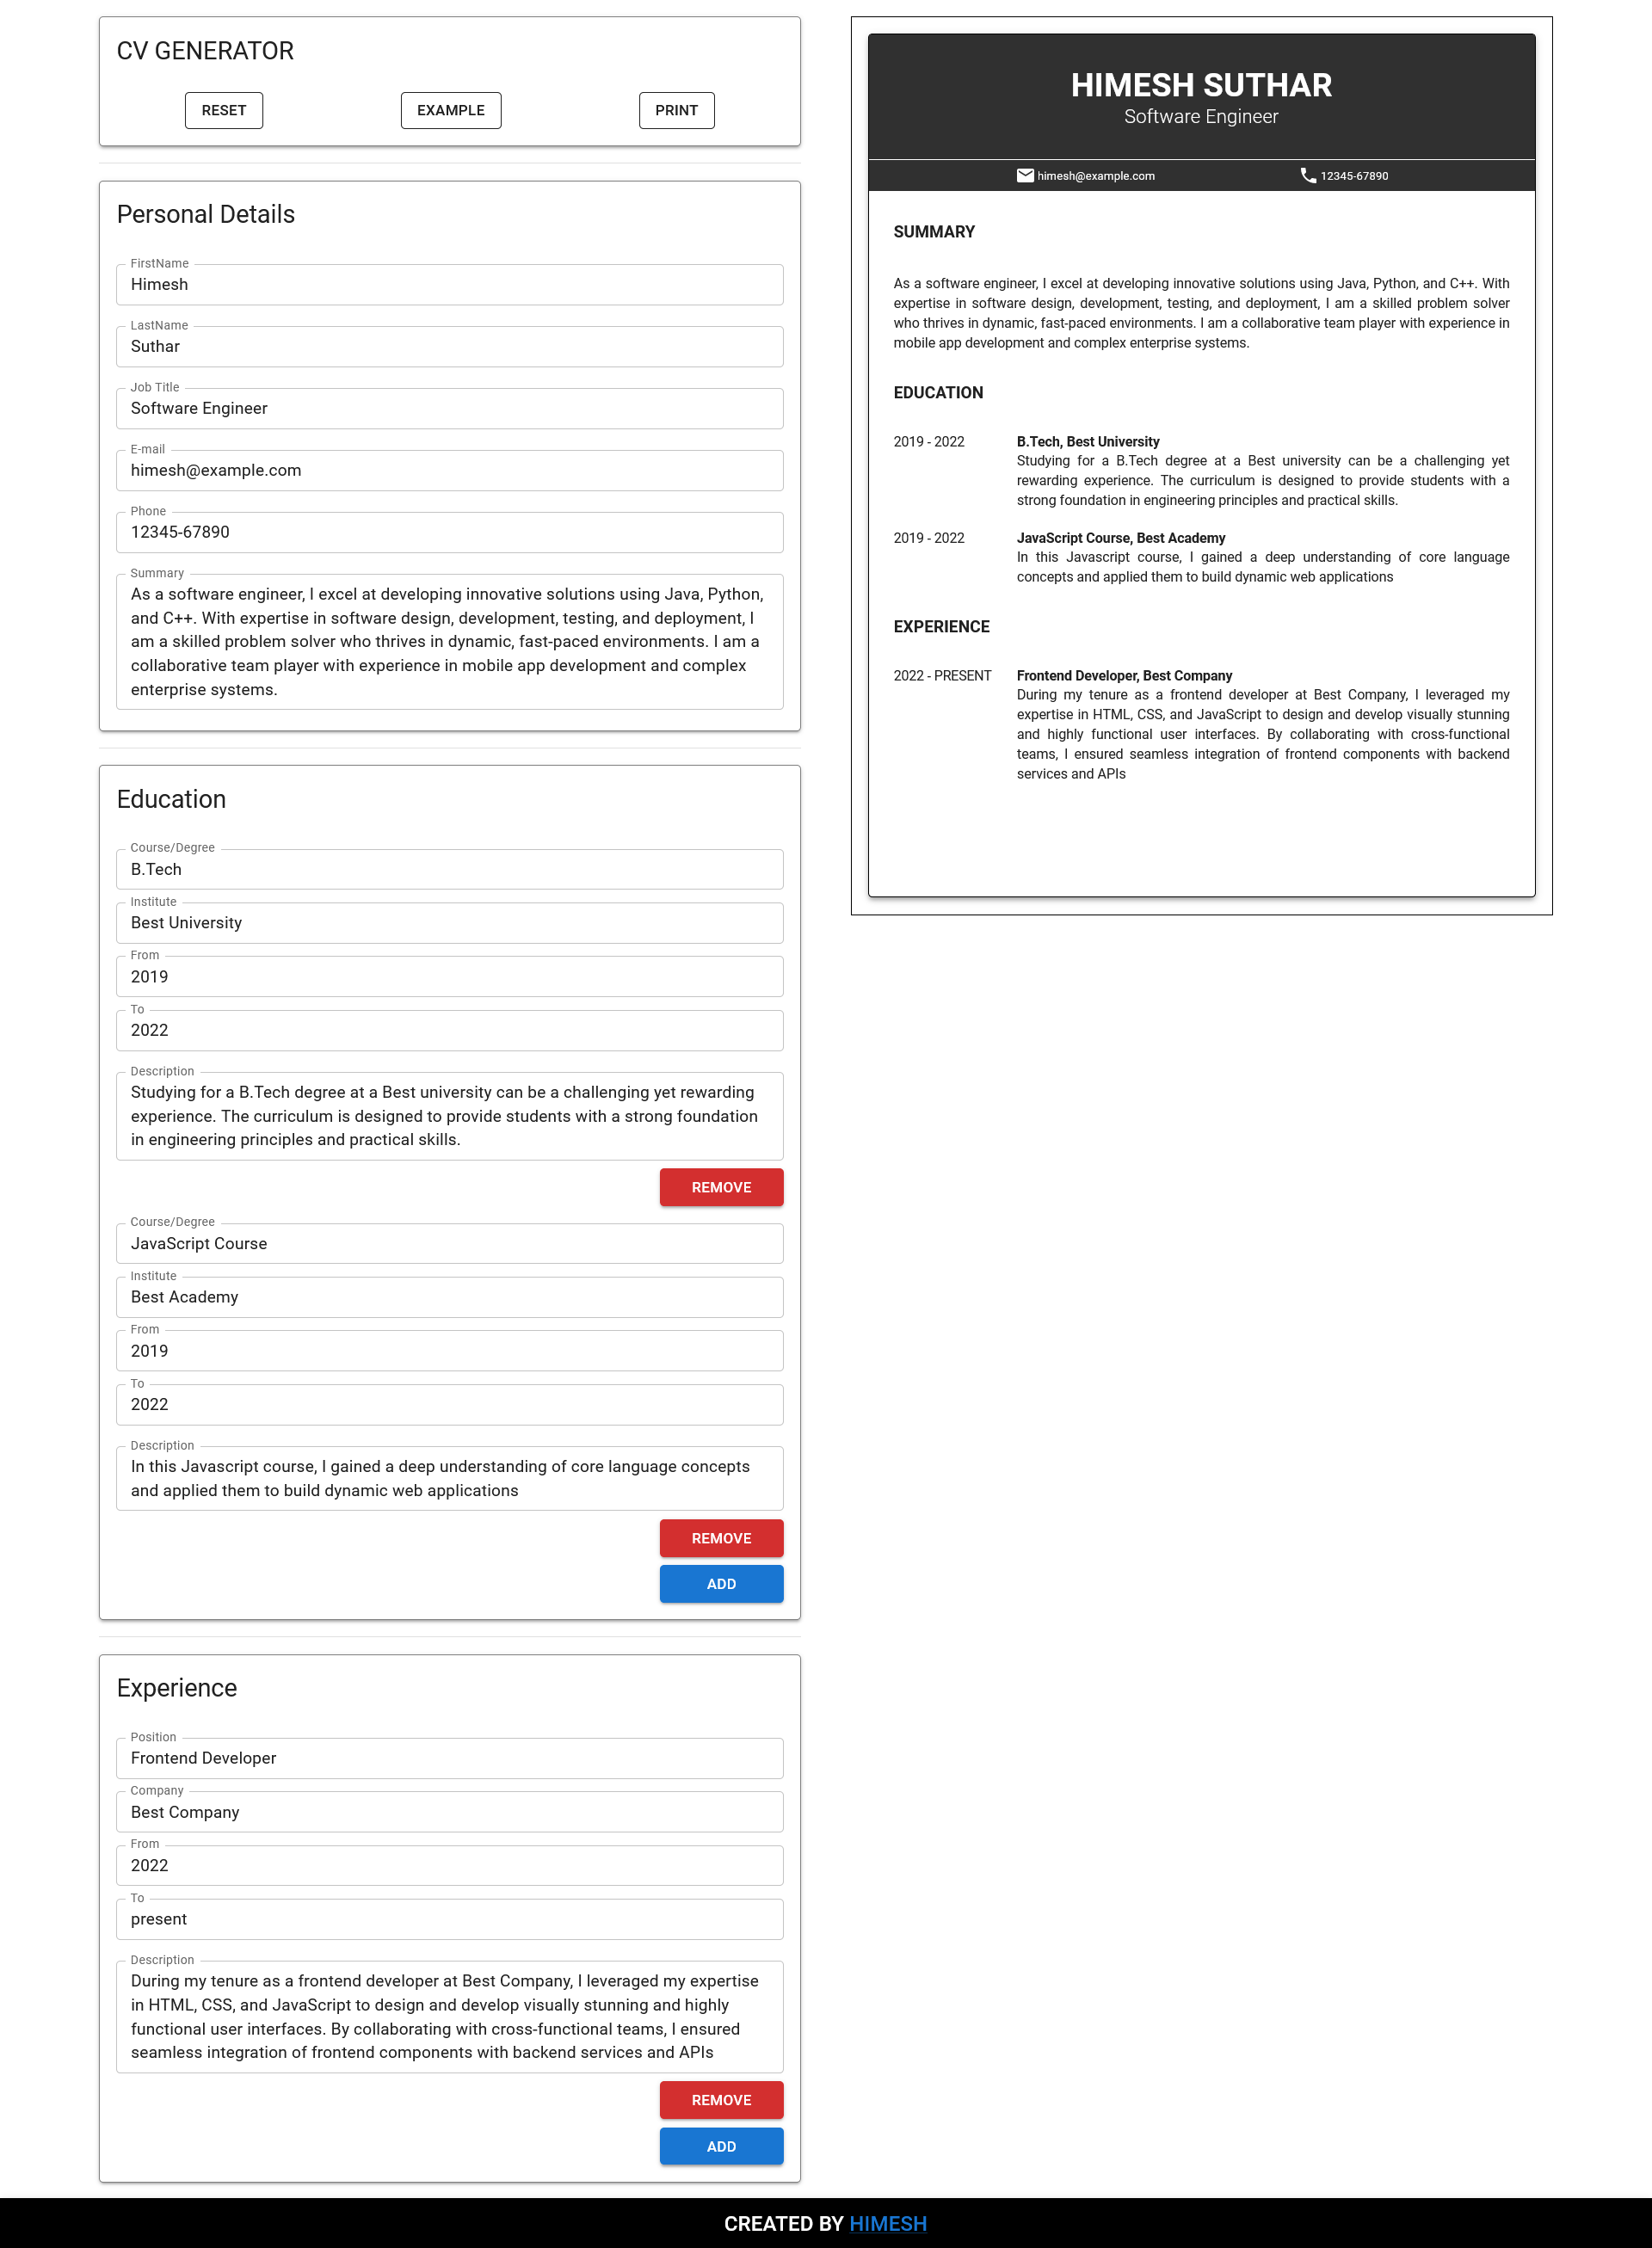 CV GENERATOR
RESET
EXAMPLE
PRINT
Personal Details
FirstName
Himesh
LastName
Suthar
Job Title
Software Engineer
E-mail
himesh@example.com
Phone
12345-67890
Summary
As a software engineer, I excel at developing innovative solutions using Java, Python,
and C++. With expertise in software design, development, testing, and deployment, I
am a skilled problem solver who thrives in dynamic, fast-paced environments. I am a
collaborative team player with experience in mobile app development and complex
enterprise systems.
Education
Course/Degree
B.Tech
Institute
Best University
From
2019
To
2022
Description
Studying for a B.Tech degree at a Best university can be a challenging yet rewarding
experience. The curriculum is designed to provide students with a strong foundation
in engineering principles and practical skills.
REMOVE
Course/Degree
JavaScript Course
Institute
Best Academy
From
2019
To
2022
Description
In this Javascript course, I gained a deep understanding of core language concepts
and applied them to build dynamic web applications
REMOVE
ADD
Experience
Position
Frontend Developer
Company
Best Company
From
2022
To
present
Description
During my tenure as a frontend developer at Best Company, I leveraged my expertise
in HTML, CSS, and JavaScript to design and develop visually stunning and highly
functional user interfaces. By collaborating with cross-functional teams, I ensured
seamless integration of frontend components with backend services and APIs
REMOVE
ADD
HIMESH SUTHAR
Software Engineer
himesh@example.com
12345-67890
SUMMARY
As a software engineer, I excel at developing innovative solutions using Java, Python, and C++. With
expertise in software design, development, testing, and deployment, I am a skilled problem solver
who thrives in dynamic, fast-paced environments. I am a collaborative team player with experience in
mobile app development and complex enterprise systems.
EDUCATION
2019 - 2022
B.Tech, Best University
Studying for a B.Tech degree at a Best university can be a challenging yet
rewarding experience. The curriculum is designed to provide students with a
strong foundation in engineering principles and practical skills.
2019 - 2022
JavaScript Course, Best Academy
In this Javascript course, I gained a deep understanding of core language
concepts and applied them to build dynamic web applications
EXPERIENCE
2022 - PRESENT
Frontend Developer, Best Company
During my tenure as a frontend developer at Best Company, I leveraged my
expertise in HTML, CSS, and JavaScript to design and develop visually stunning
and highly functional user interfaces. By collaborating with cross-functional
teams, I ensured seamless integration of frontend components with backend
services and APIs
CREATED BY HIMESH